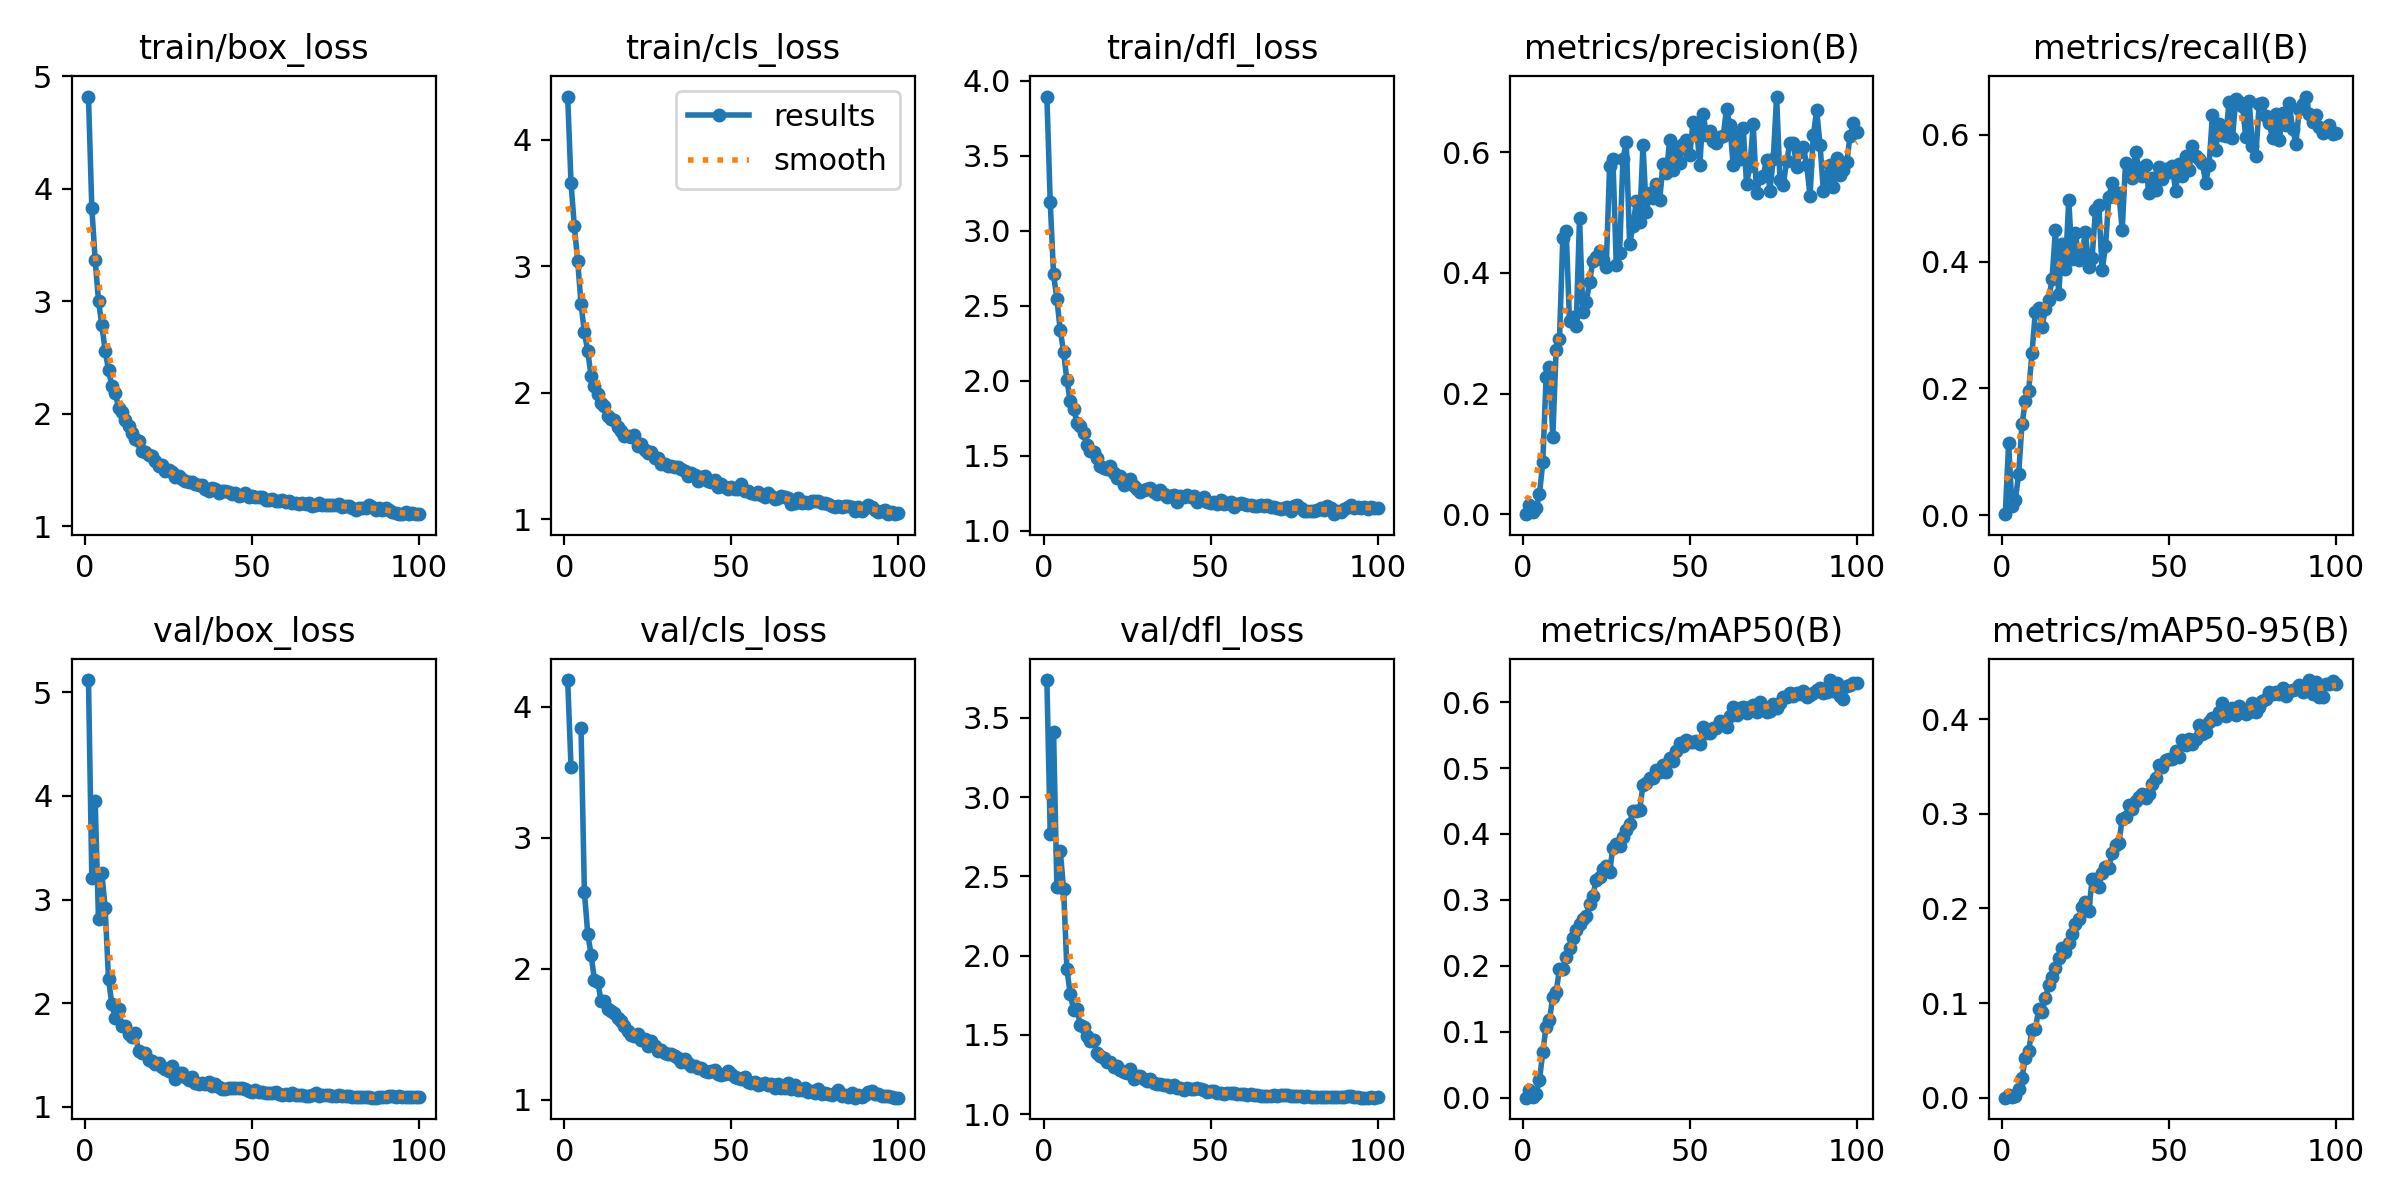 train/box_loss
train/cls_loss
train/dfl_loss
metrics/precision(B)
metrics/recall(B)
5
4
3
2
1
0 50 100
4
3
2
1
0 50 100
results
smooth
4.0
3.5
3.0
2.5
2.0
1.5
1.0
0 50 100
0.6
0.4
0.2
0.0
0 50 100
0.6
0.4
0.2
0.0
0 50 100
val/box_loss
val/cls_loss
val/dfl_loss
metrics/mAP50(B)
metrics/mAP50-95(B)
5
4
3
2
1
0 50 100
4
3
2
1
0 50 100
3.5
3.0
2.5
2.0
1.5
1.0
0 50 100
0.6
0.5
0.4
0.3
0.2
0.1
0.0
0 50 100
0.4
0.3
0.2
0.1
0.0
0 50 100